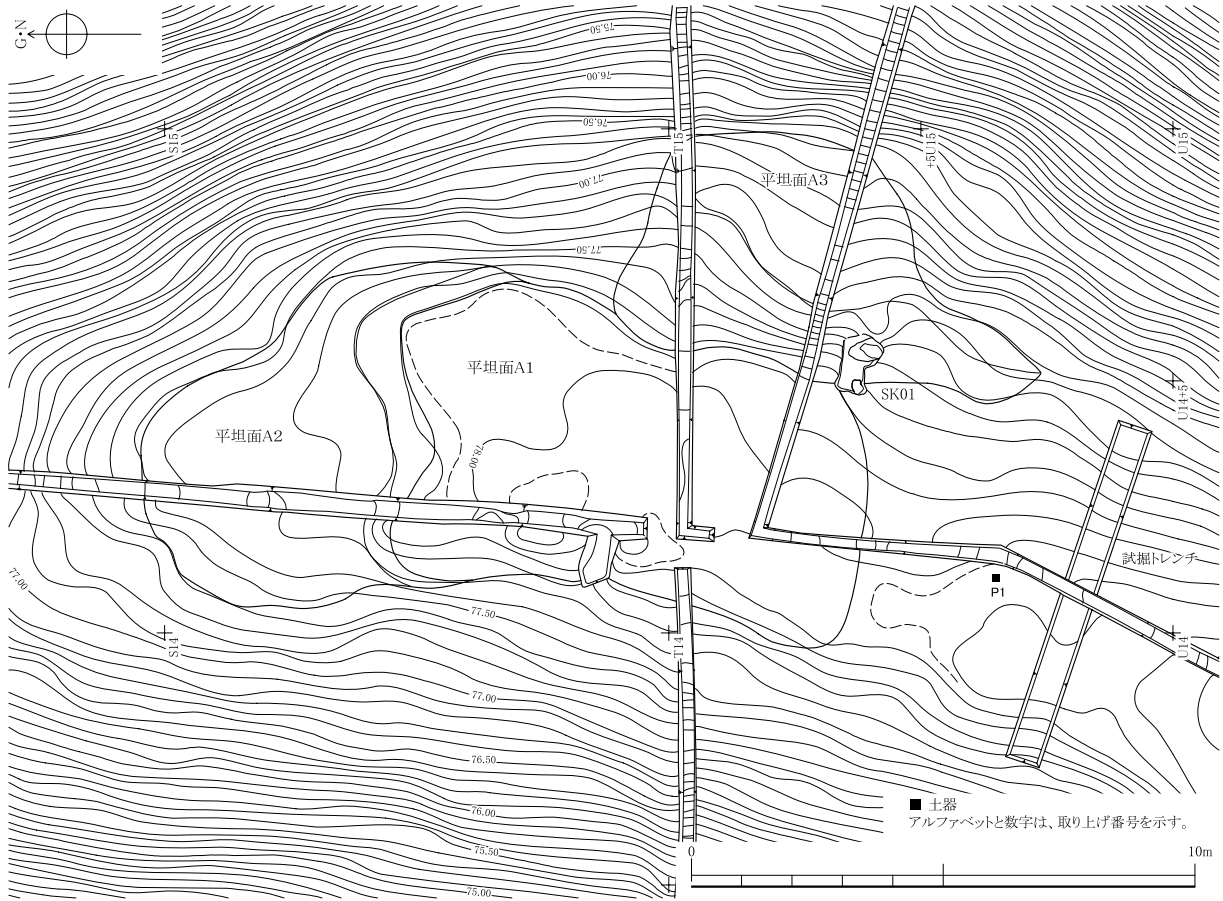 G・N
75.50
76.00
76.50
S15
T15
+5U15
U15
77.00
平坦面A3
77.50
平坦面A1
SK01
U14+5
平坦面A2
78.00
試掘トレンチ
77.00
P1
77.50
S14
T14
U14
77.00
76.50
■ 土器
アルファベットと数字は、取り上げ番号を示す。
76.00
75.50
0
10m
75.00